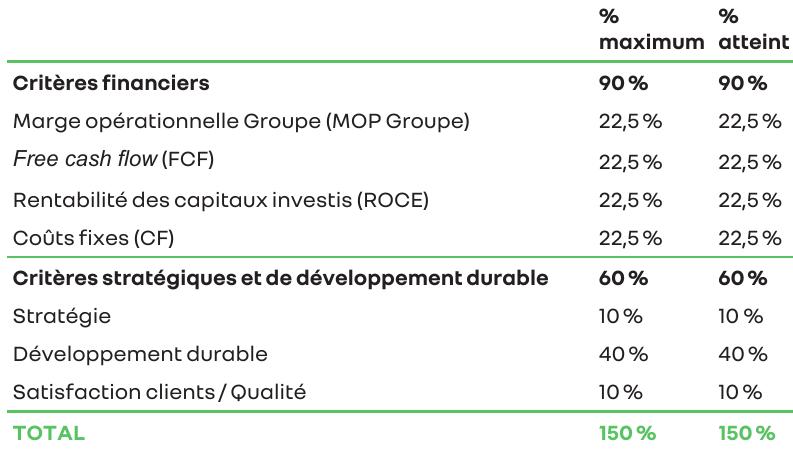 % maximum % atteint
Critères financiers 90 % 90 %
Marge opérationnelle Groupe (MOP Groupe) 22,5 % 22,5 %
Free cash flow (FCF) 22,5 % 22,5 %
Rentabilité des capitaux investis (ROCE) 22,5 % 22,5 %
Coûts fixes (CF) 22,5 % 22,5 %
Critères stratégiques et de développement durable 60 % 60 %
Stratégie 10 % 10 %
Développement durable 40 % 40 %
Satisfaction clients / Qualité 10 % 10 %
TOTAL 150 % 150 %